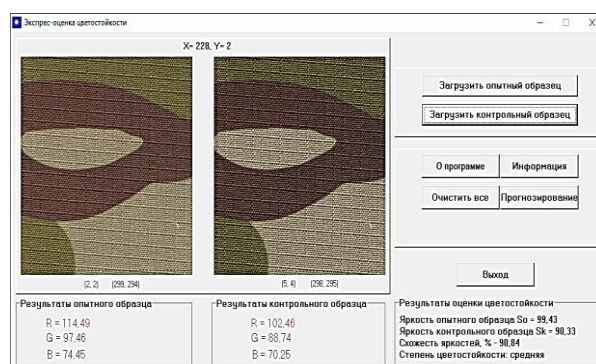 Экспрес-оценка цветостойкости
X= 228, Y= 2
(2, 2) (299, 294)
(5, 4) (298, 295)
Загрузить опытный образец
Загрузить контрольный образец
О программе Информация
Очистить все Прогнозирование
Выход
Результаты опытного образца
R = 114,49
G = 97,46
B = 74,45
Результаты контрольного образца
R = 102,46
G = 88,74
B = 70,25
Результаты оценки цветостойкости
Яркость опытного образца So = 99,43
Яркость контрольного образца Sk = 90,33
Схожесть яркостей, % - 90,84
Степень цветостойкости: средняя